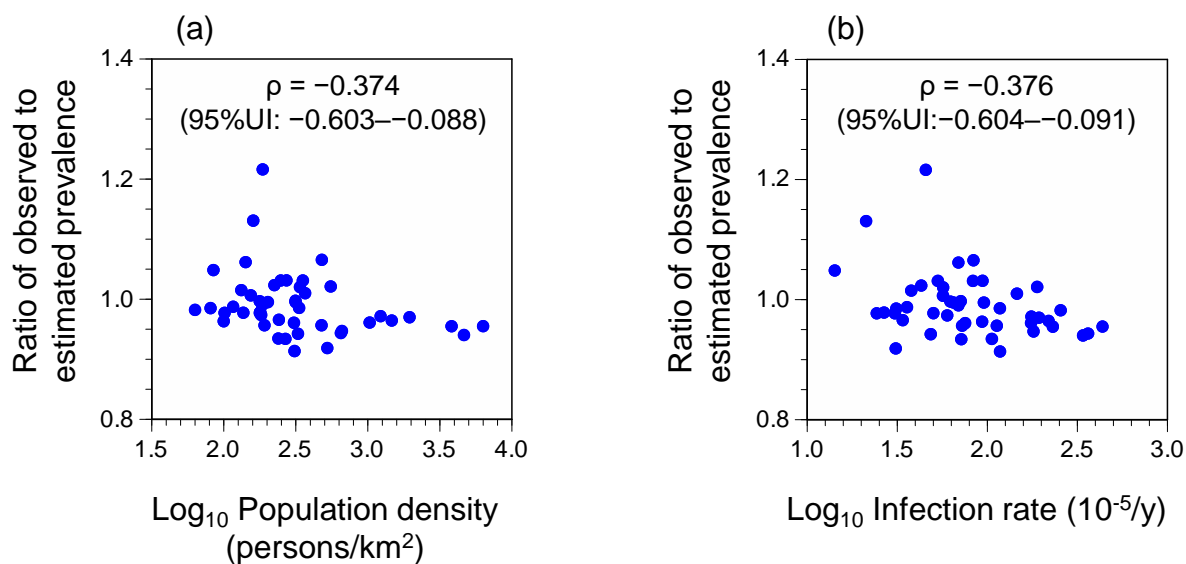 (a)
ρ = −0.374
(95%UI: −0.603–−0.088)
Ratio of observed to
estimated prevalence
1.4
1.2
1.0
0.8
1.5 2.0 2.5 3.0 3.5 4.0
Log₁₀ Population density
(persons/km²)
(b)
ρ = −0.376
(95%UI:−0.604–−0.091)
Ratio of observed to
estimated prevalence
1.4
1.2
1.0
0.8
1.0 1.5 2.0 2.5 3.0
Log₁₀ Infection rate (10⁻⁵/y)